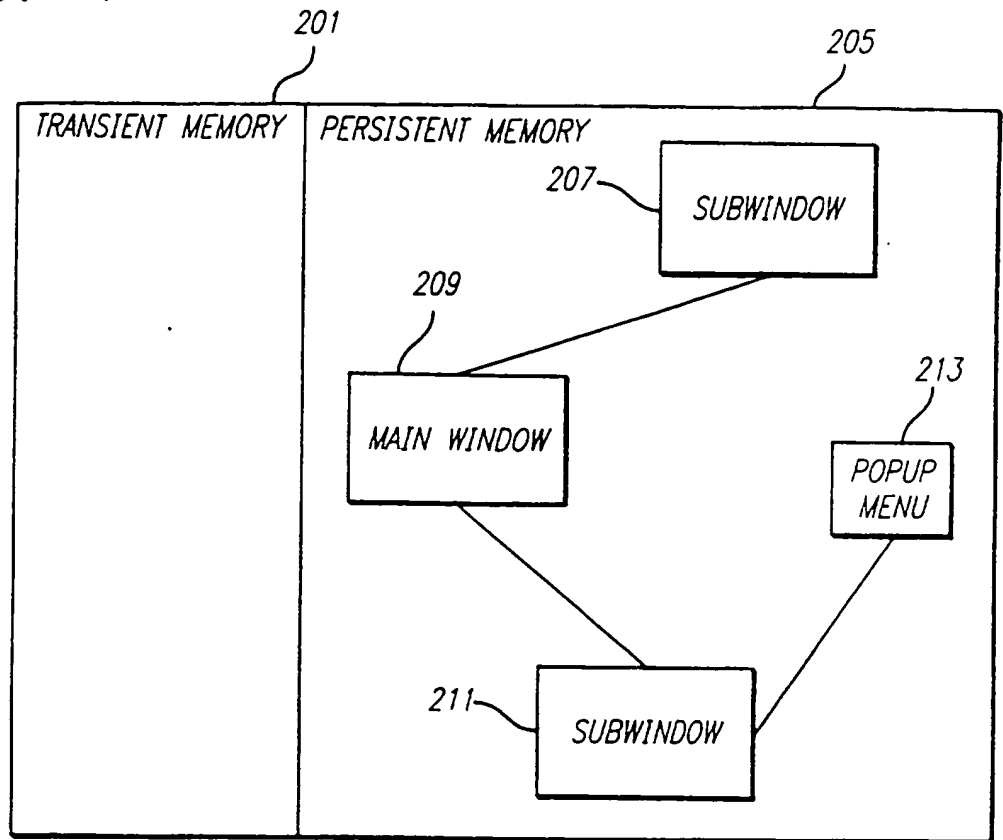 201
205
TRANSIENT MEMORY
PERSISTENT MEMORY
207
SUBWINDOW
209
MAIN WINDOW
213
POPUP
MENU
211
SUBWINDOW